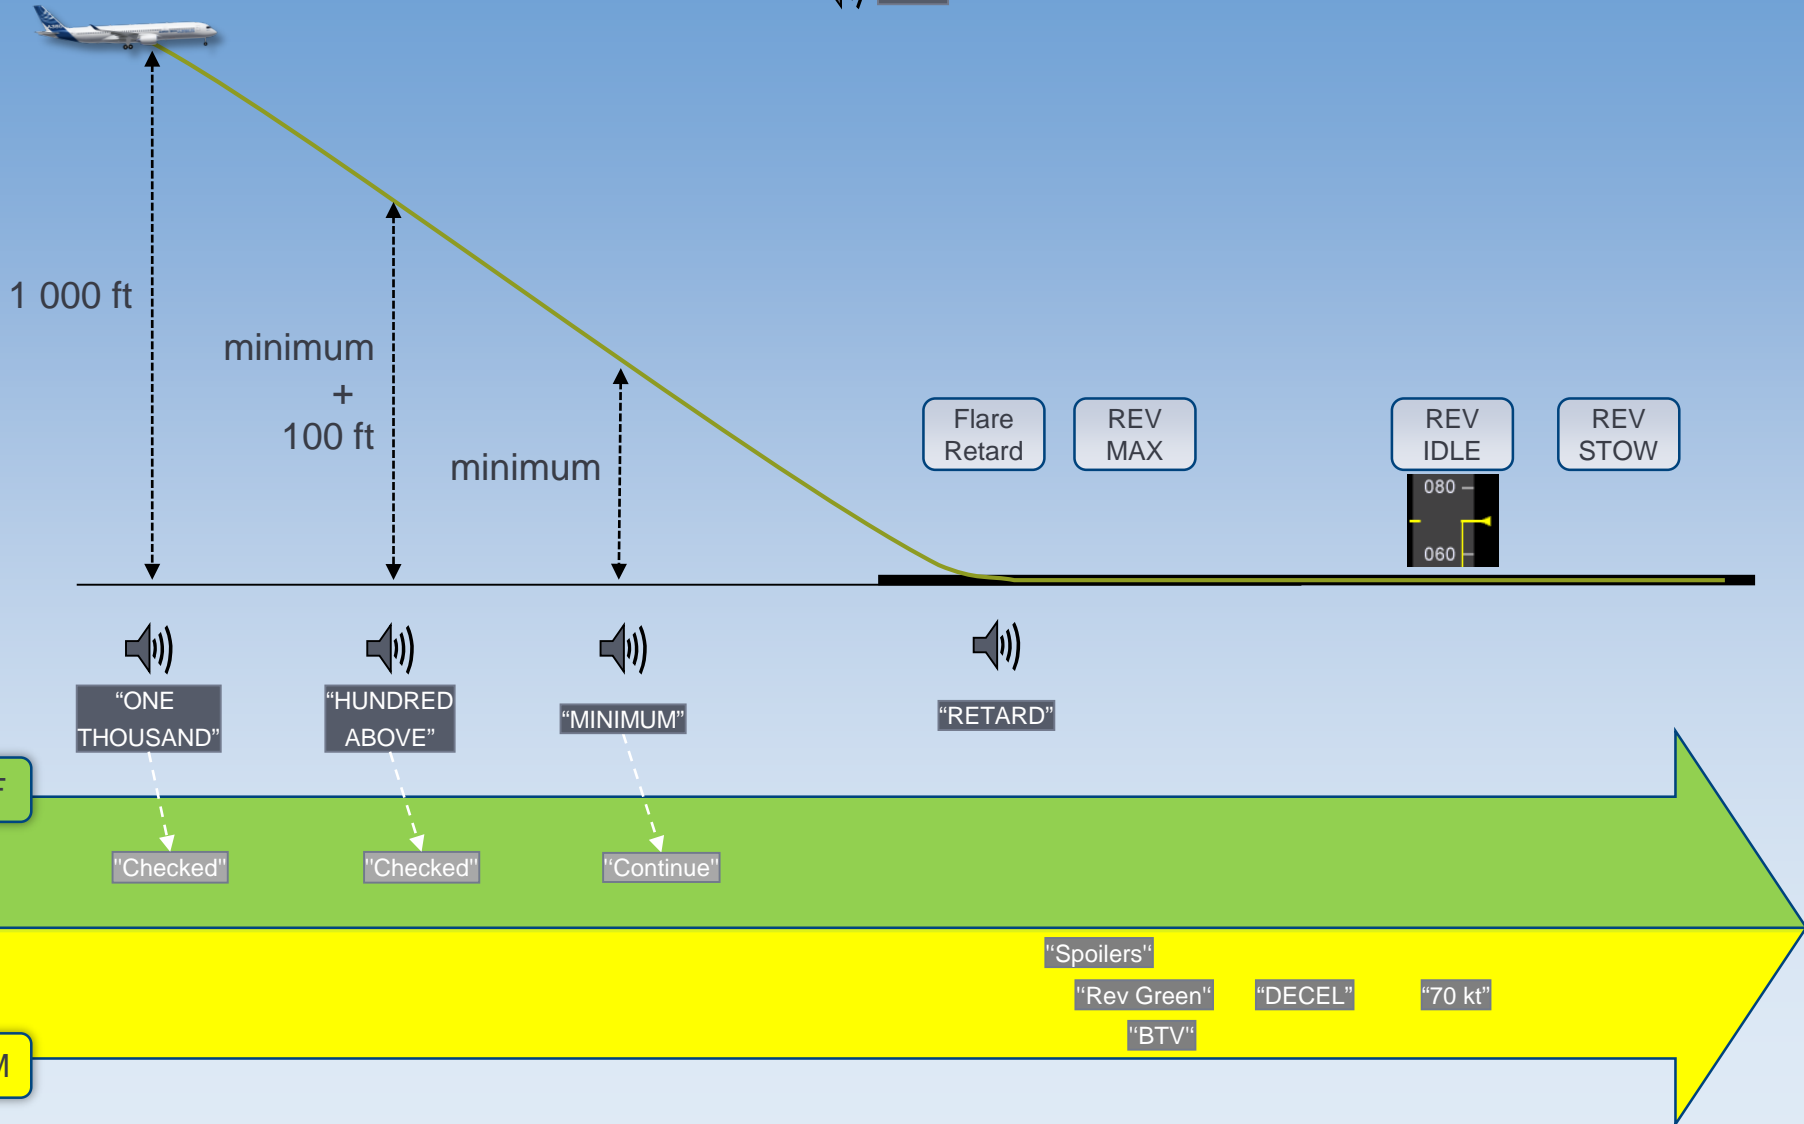 1 000 ft
minimum
+
100 ft
minimum
Flare
Retard
REV
MAX
REV
IDLE
REV
STOW
080
060
“ONE
THOUSAND”
“HUNDRED
ABOVE”
“MINIMUM”
“RETARD”
F
"Checked"
"Checked"
"Continue"
"Spoilers"
"Rev Green"
“DECEL”
“70 kt”
"BTV"
M